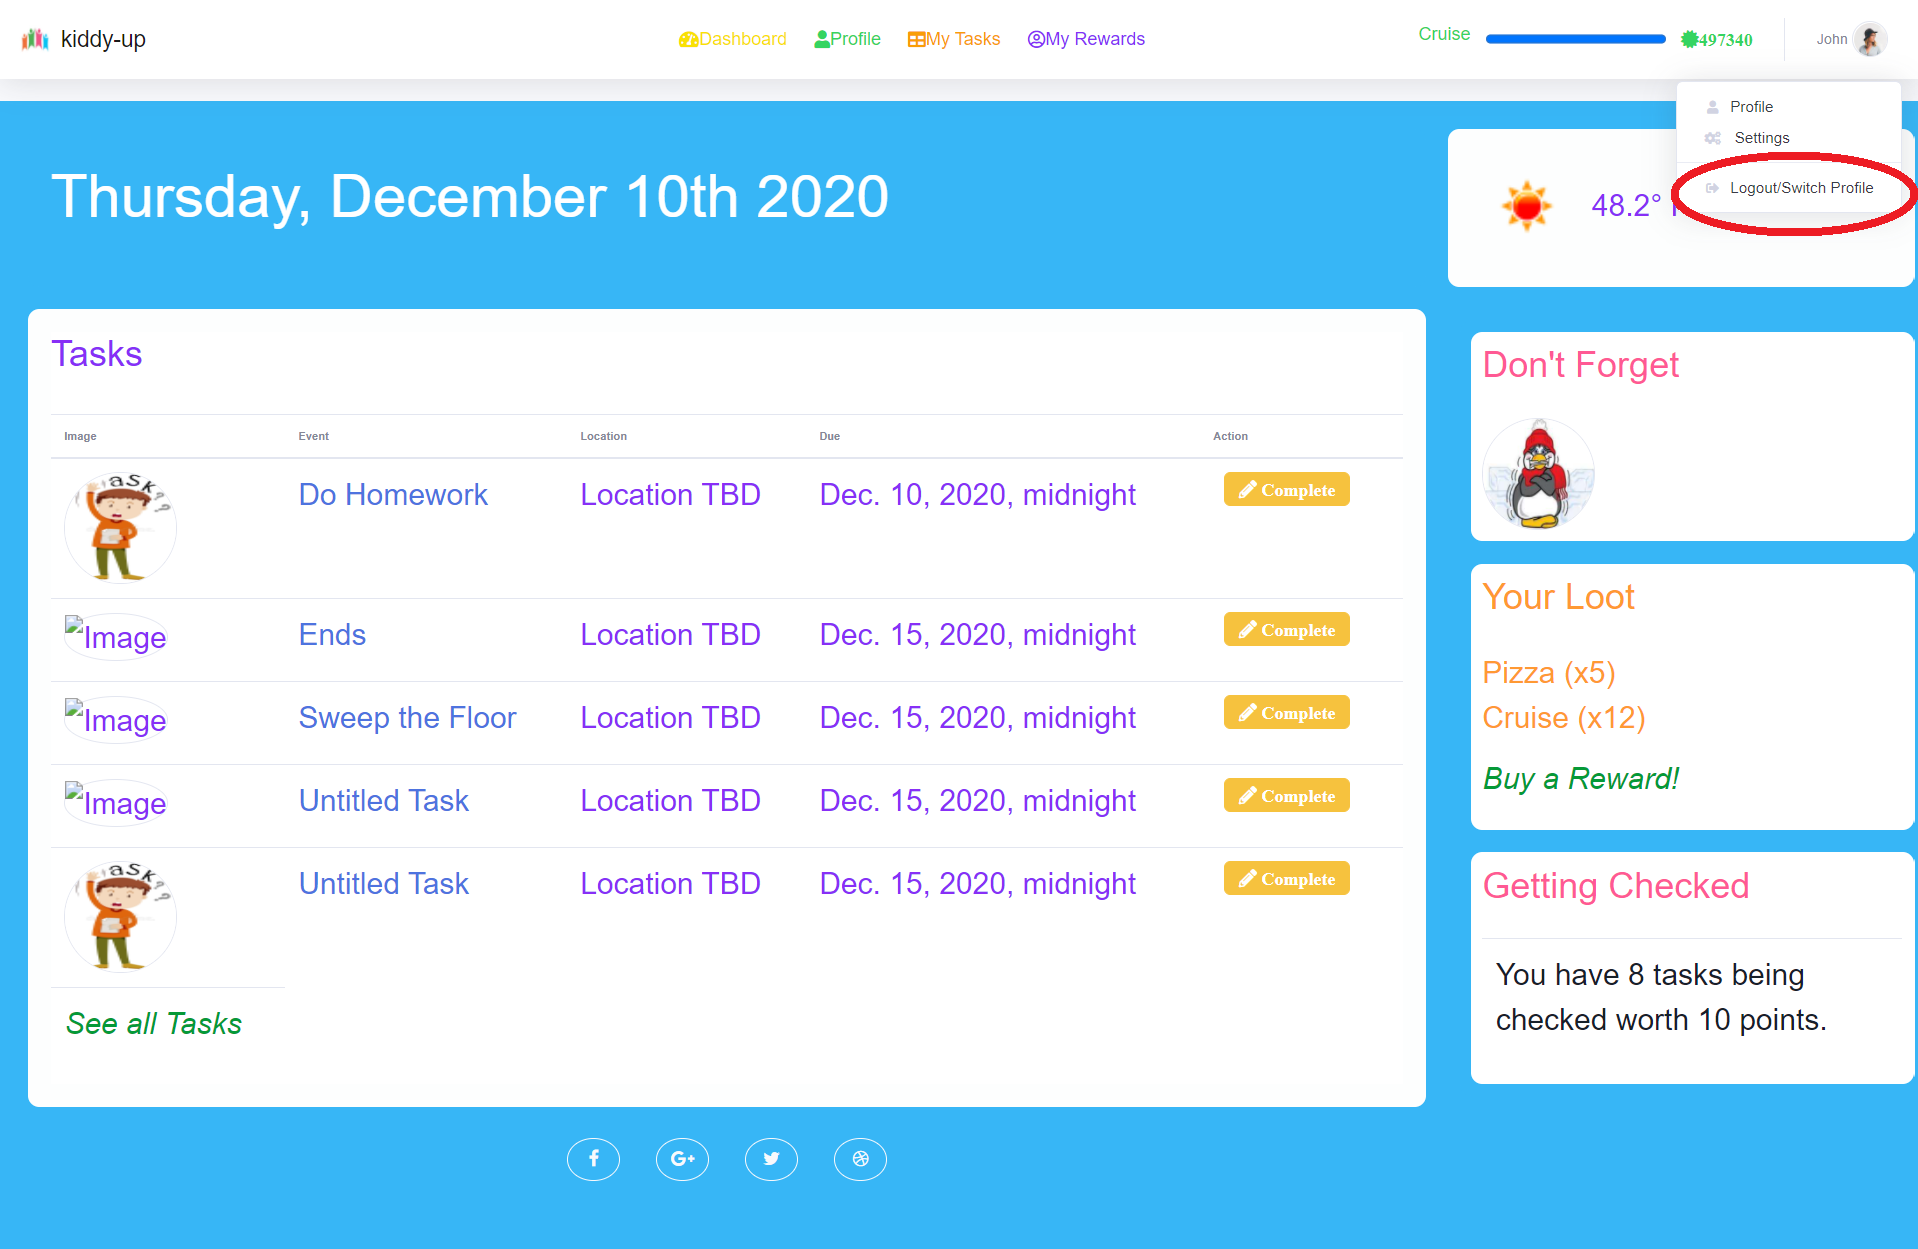 kiddy-up
Dashboard Profile My Tasks My Rewards
Cruise 497340 John
Profile
Settings
Logout/Switch Profile
Thursday, December 10th 2020
48.2°
Tasks
Image Event Location Due Action
aSK??
Do Homework Location TBD Dec. 10, 2020, midnight Complete
Image Ends Location TBD Dec. 15, 2020, midnight Complete
Image Sweep the Floor Location TBD Dec. 15, 2020, midnight Complete
Image Untitled Task Location TBD Dec. 15, 2020, midnight Complete
aSK??
Untitled Task Location TBD Dec. 15, 2020, midnight Complete
See all Tasks
Don't Forget
Your Loot
Pizza (x5)
Cruise (x12)
Buy a Reward!
Getting Checked
You have 8 tasks being
checked worth 10 points.
G+